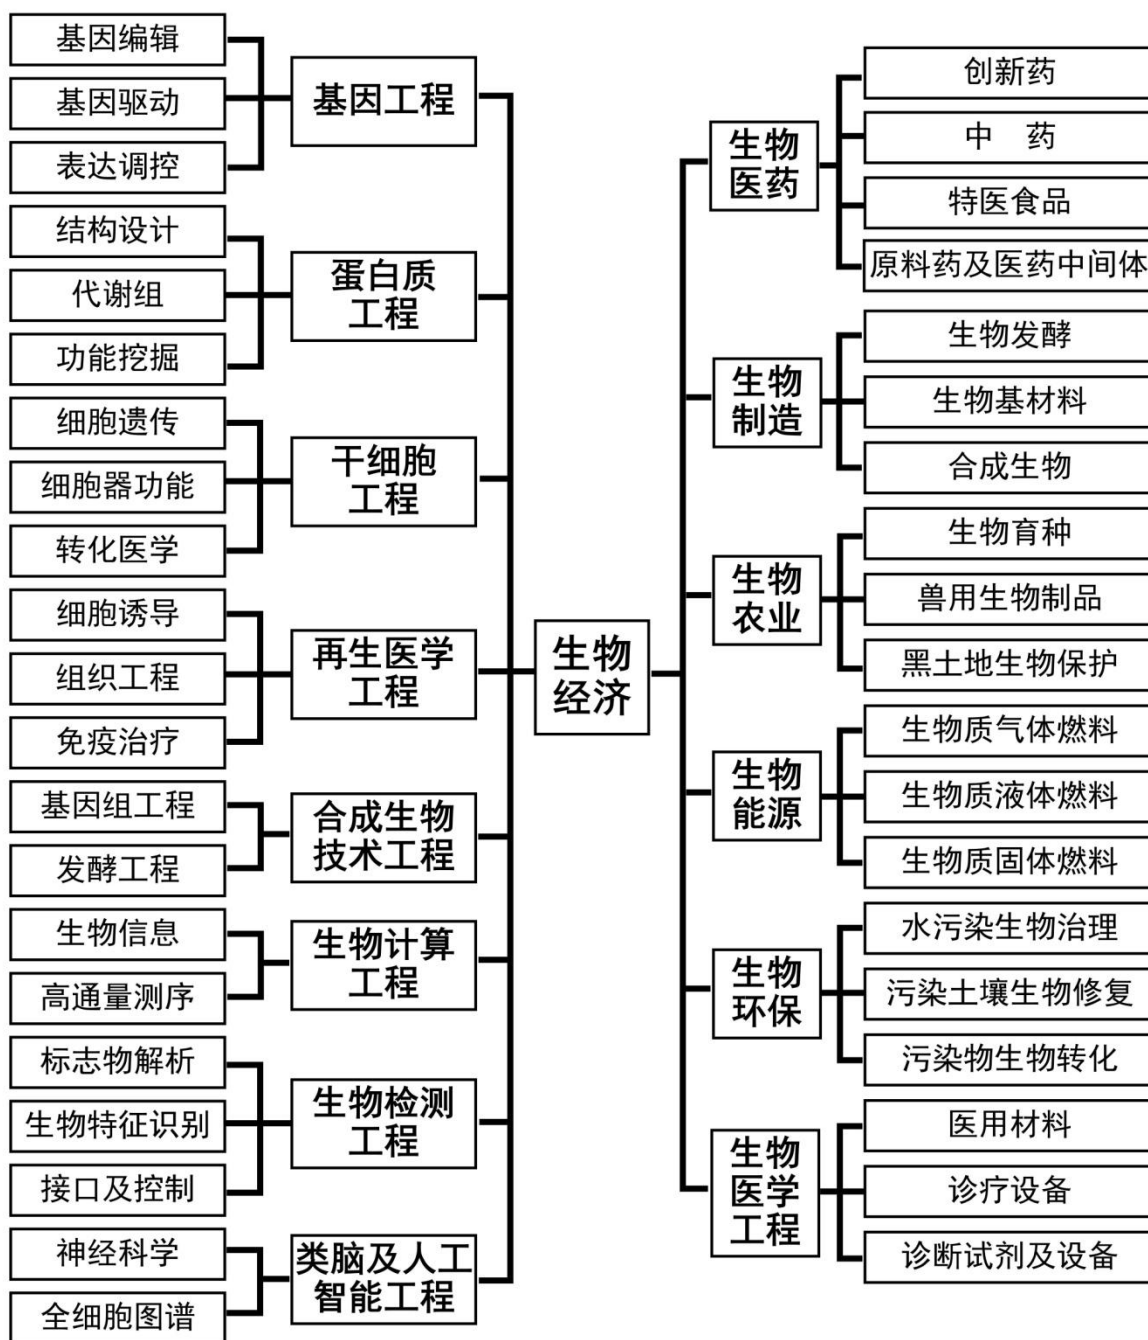 基因编辑
基因驱动
表达调控
基因工程
结构设计
代谢组
功能挖掘
蛋白质
工程
细胞遗传
细胞器功能
转化医学
干细胞
工程
细胞诱导
组织工程
免疫治疗
再生医学
工程
基因组工程
发酵工程
合成生物
技术工程
生物信息
高通量测序
生物计算
工程
标志物解析
生物特征识别
接口及控制
生物检测
工程
神经科学
全细胞图谱
类脑及人工
智能工程
生物
经济
生物
医药
创新药
中　药
特医食品
原料药及医药中间体
生物
制造
生物发酵
生物基材料
合成生物
生物
农业
生物育种
兽用生物制品
黑土地生物保护
生物
能源
生物质气体燃料
生物质液体燃料
生物质固体燃料
生物
环保
水污染生物治理
污染土壤生物修复
污染物生物转化
生物
医学
工程
医用材料
诊疗设备
诊断试剂及设备